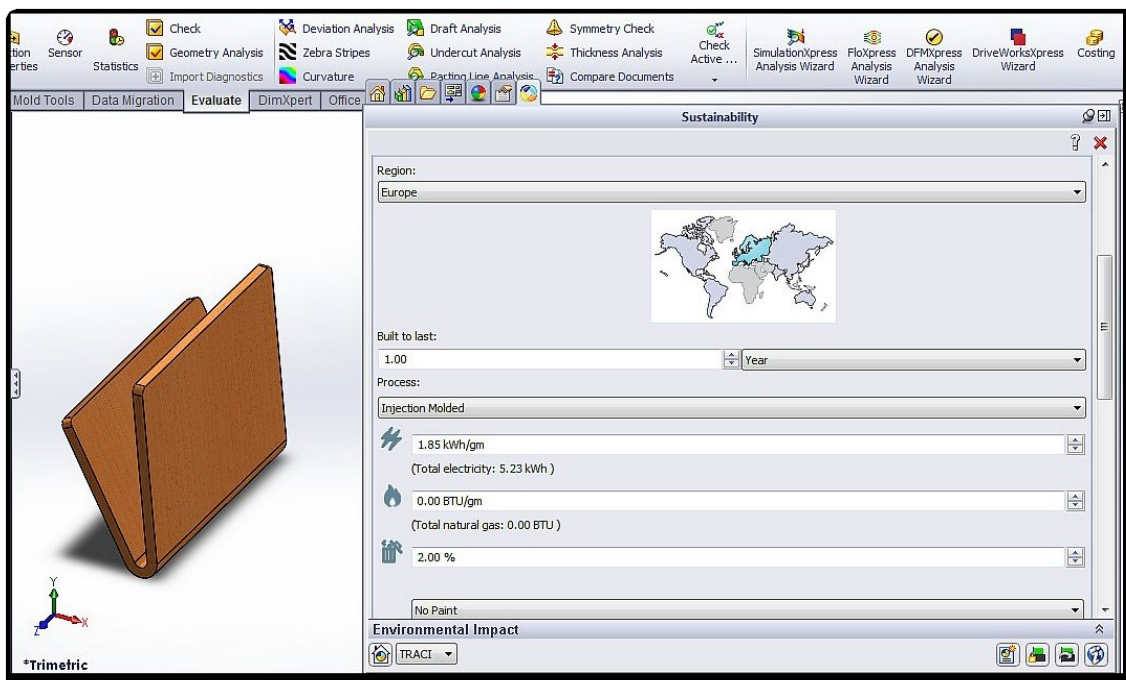 Check
Deviation Analysis
Draft Analysis
Symmetry Check
Sensor
Statistics
Geometry Analysis
Zebra Stripes
Undercut Analysis
Thickness Analysis
Check
Active ...
SimulationXpress
Analysis Wizard
FloXpress
Analysis
Wizard
DFMXpress
Analysis
Wizard
DriveWorksXpress
Wizard
Costing
Import Diagnostics
Curvature
Parting Line Analysis
Compare Documents
Mold Tools
Data Migration
Evaluate
DimXpert
Office
Sustainability
Region:
Europe
Built to last:
1.00
Year
Process:
Injection Molded
1.85 kWh/gm
(Total electricity: 5.23 kWh )
0.00 BTU/gm
(Total natural gas: 0.00 BTU )
2.00 %
No Paint
Environmental Impact
TRACI
Y
X
Z
*Trimetric